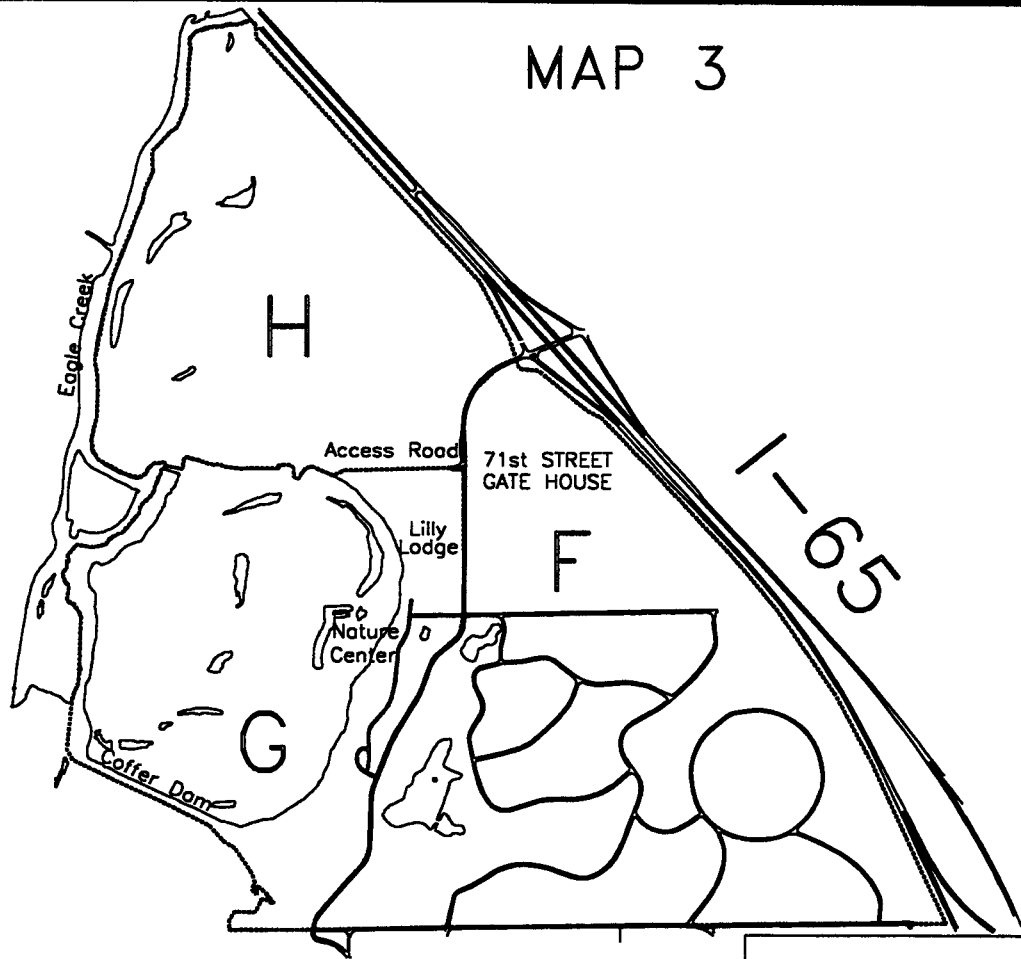 MAP 3
H
Eagle Creek
Access Road
71st STREET
GATE HOUSE
I-65
Lilly
Lodge
F
Nature
Center
G
Coffer Dam